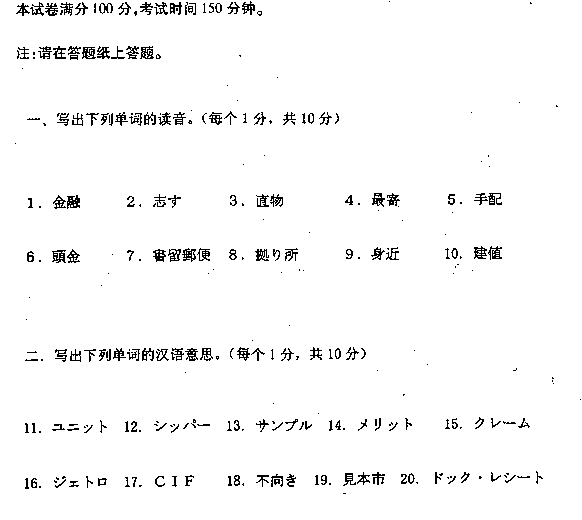 本试卷满分100分,考试时间150分钟。
注:请在答题纸上答题。
一、写出下列单词的读音。(每个1分，共10分)
1．金融 2．志す 3．直物 4．最寄 5．手配
6．頭金 7．書留郵便 8．拠り所 9．身近 10．建値
二．写出下列单词的汉语意思。(每个1分，共10分)
11．ユニット 12．シッパー 13．サンプル 14．メリット 15．クレーム
16．ジェトロ 17．CIF 18．不向き 19．見本市 20．ドック・レシート